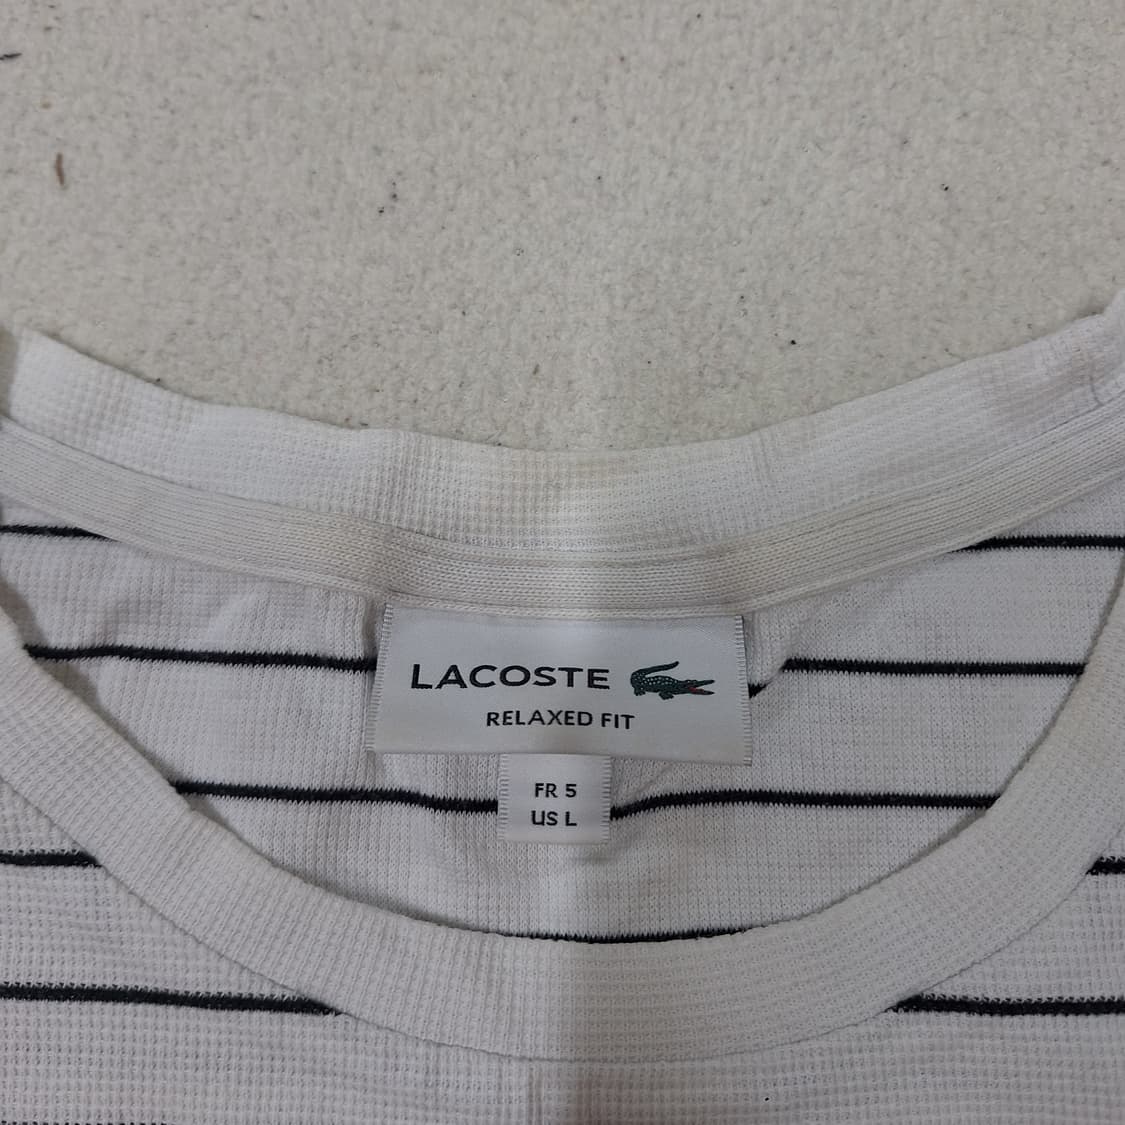 LACOSTE
RELAXED FIT
FR 5
US L